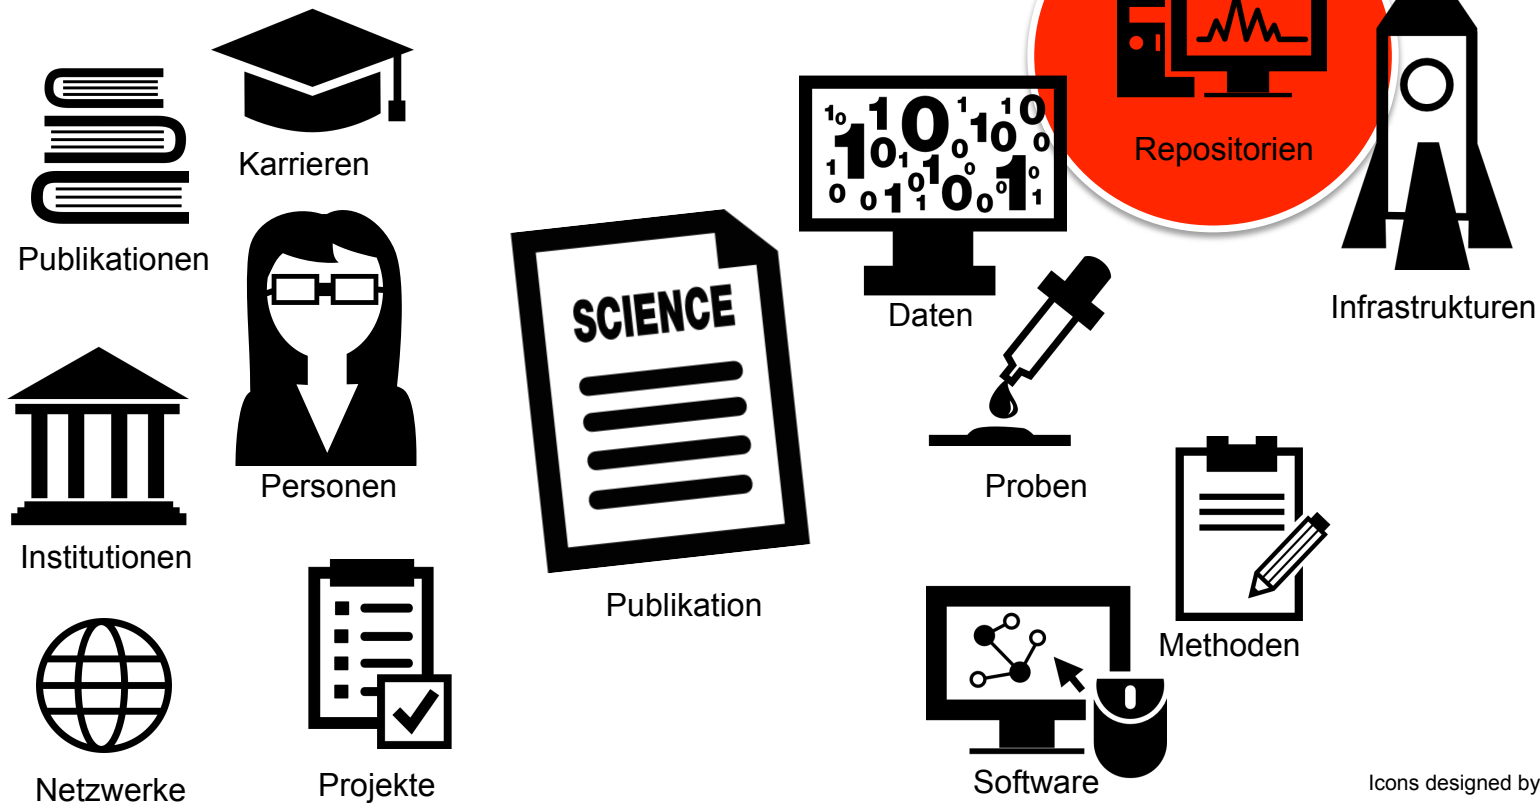 Karrieren
Publikationen
Personen
Institutionen
Netzwerke
Projekte
SCIENCE
Publikation
Daten
Repositorien
Infrastrukturen
Proben
Methoden
Software
Icons designed by